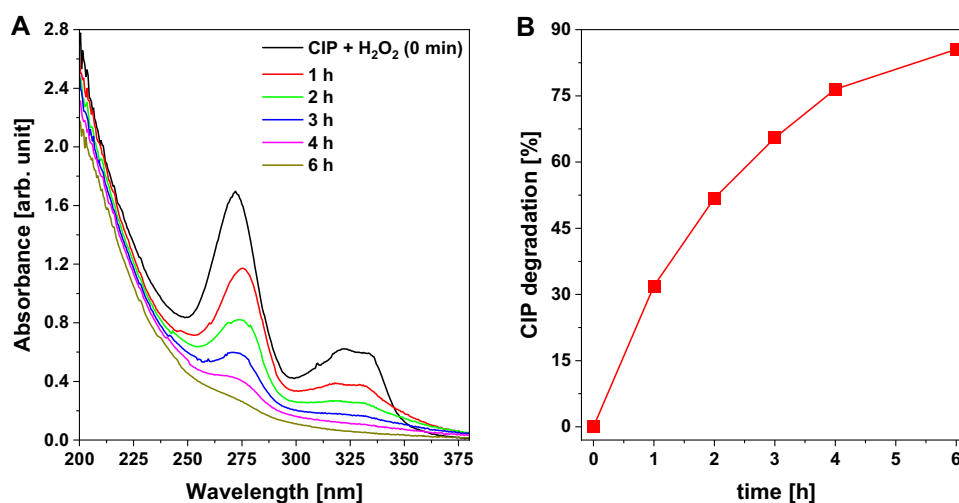 A
2.8
2.4
2.0
1.6
1.2
0.8
0.4
0.0
Absorbance [arb. unit]
CIP + H₂O₂ (0 min)
1 h
2 h
3 h
4 h
6 h
200 225 250 275 300 325 350 375
Wavelength [nm]
B
90
75
60
45
30
15
0
CIP degradation [%]
0 1 2 3 4 5 6
time [h]